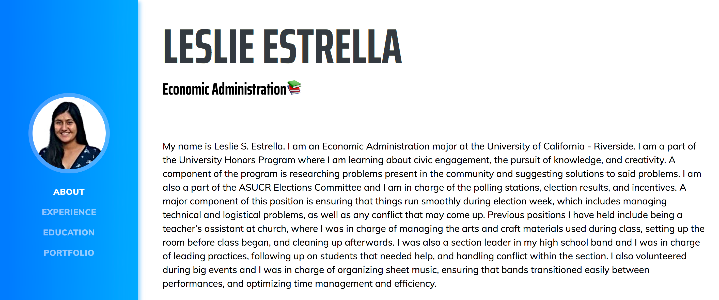 LESLIE ESTRELLA
Economic Administration
ABOUT
EXPERIENCE
EDUCATION
PORTFOLIO
My name is Leslie S. Estrella. I am an Economic Administration major at the University of California - Riverside. I am a part of
the University Honors Program where I am learning about civic engagement, the pursuit of knowledge, and creativity. A
component of the program is researching problems present in the community and suggesting solutions to said problems. I am
also a part of the ASUCR Elections Committee and I am in charge of the polling stations, election results, and incentives. A
major component of this position is ensuring that things run smoothly during election week, which includes managing
technical and logistical problems, as well as any conflict that may come up. Previous positions I have held include being a
teacher's assistant at church, where I was in charge of managing the arts and craft materials used during class, setting up the
room before class began, and cleaning up afterwards. I was also a section leader in my high school band and I was in charge
of leading practices, following up on students that needed help, and handling conflict within the section. I also volunteered
during big events and I was in charge of organizing sheet music, ensuring that bands transitioned easily between
performances, and optimizing time management and efficiency.